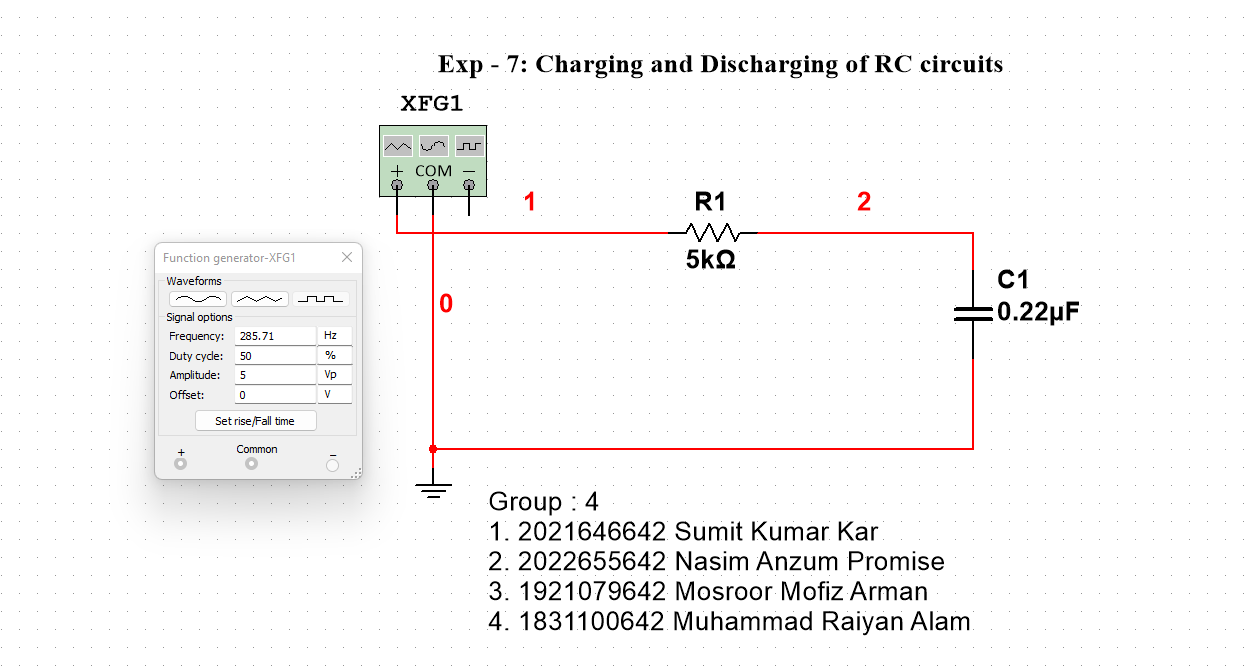 Exp - 7: Charging and Discharging of RC circuits
XFG1
+ COM −
1
R1
2
5kΩ
C1
0.22µF
0
Function generator-XFG1
Waveforms
Signal options
Frequency: 285.71 Hz
Duty cycle: 50 %
Amplitude: 5 Vp
Offset: 0 V
Set rise/Fall time
+ Common −
Group : 4
1. 2021646642 Sumit Kumar Kar
2. 2022655642 Nasim Anzum Promise
3. 1921079642 Mosroor Mofiz Arman
4. 1831100642 Muhammad Raiyan Alam